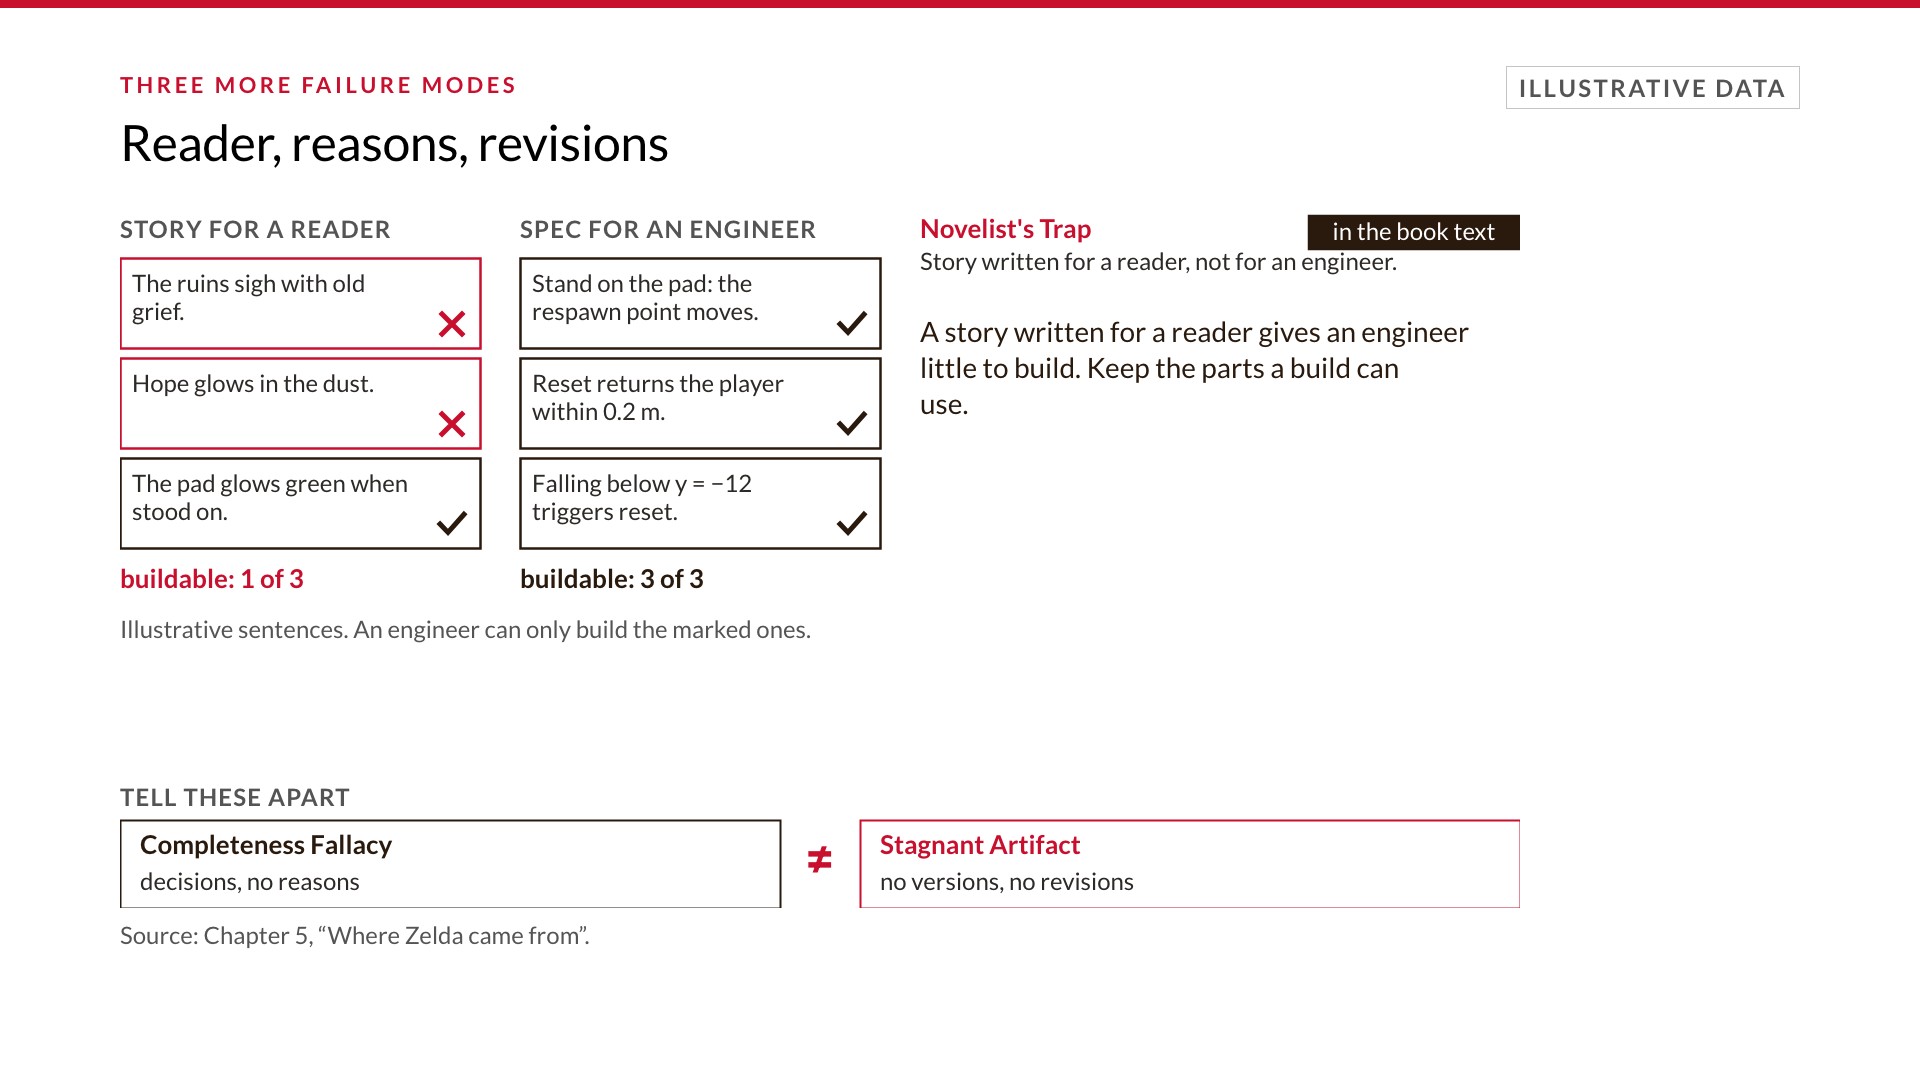 THREE MORE FAILURE MODES
ILLUSTRATIVE DATA
Reader, reasons, revisions
STORY FOR A READER
The ruins sigh with old
grief.
Hope glows in the dust.
The pad glows green when
stood on.
buildable: 1 of 3
SPEC FOR AN ENGINEER
Stand on the pad: the
respawn point moves.
Reset returns the player
within 0.2 m.
Falling below y = −12
triggers reset.
buildable: 3 of 3
Illustrative sentences. An engineer can only build the marked ones.
Novelist's Trap
in the book text
Story written for a reader, not for an engineer.
A story written for a reader gives an engineer
little to build. Keep the parts a build can
use.
TELL THESE APART
Completeness Fallacy
decisions, no reasons
≠
Stagnant Artifact
no versions, no revisions
Source: Chapter 5, “Where Zelda came from”.